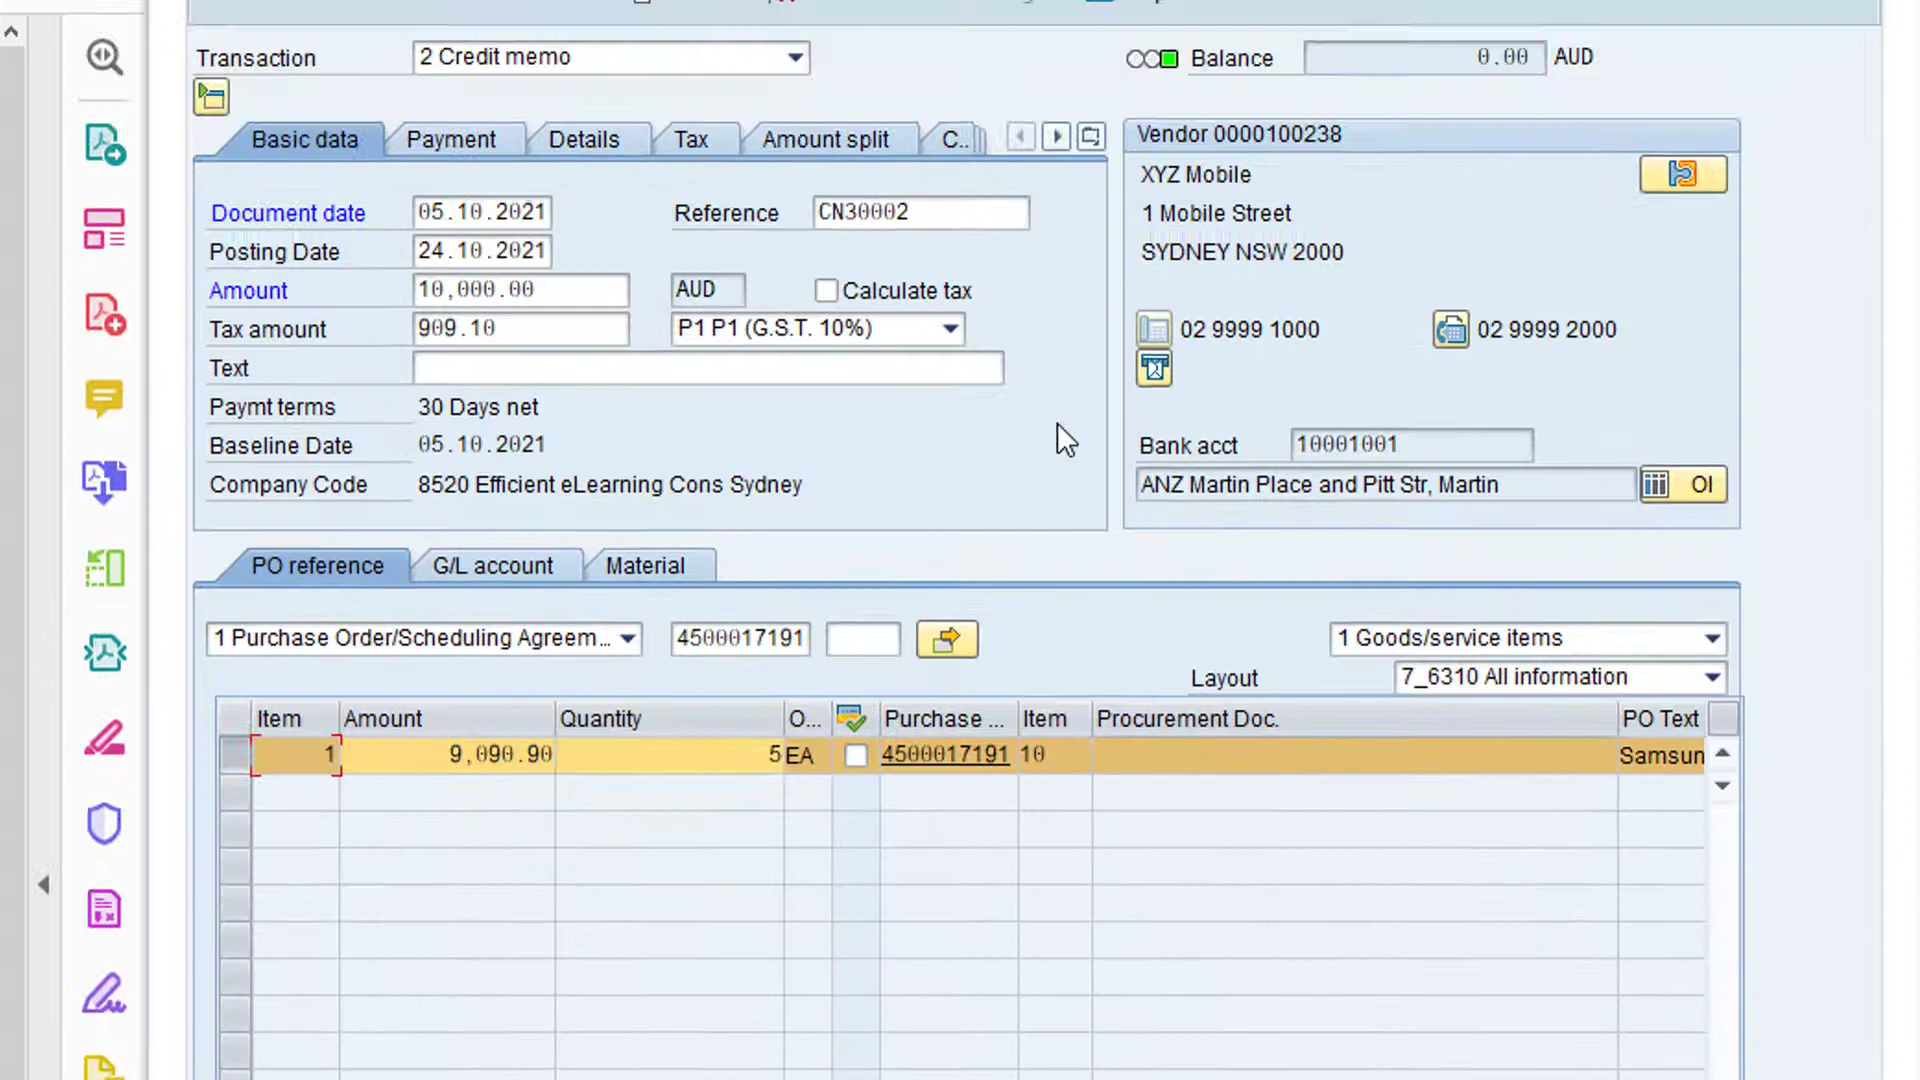 Transaction 2 Credit memo Balance 0.00 AUD
Basic data Payment Details Tax Amount split C..
Document date 05.10.2021 Reference CN30002
Posting Date 24.10.2021
Amount 10,000.00 AUD Calculate tax
Tax amount 909.10 P1 P1 (G.S.T. 10%)
Text
Paymt terms 30 Days net
Baseline Date 05.10.2021
Company Code 8520 Efficient eLearning Cons Sydney
Vendor 0000100238
XYZ Mobile
1 Mobile Street
SYDNEY NSW 2000
02 9999 1000 02 9999 2000
Bank acct 10001001
ANZ Martin Place and Pitt Str, Martin OI
PO reference G/L account Material
1 Purchase Order/Scheduling Agreem... 4500017191 1 Goods/service items
Layout 7_6310 All information
Item Amount Quantity O... Purchase ... Item Procurement Doc. PO Text
1 9,090.90 5 EA 4500017191 10 Samsun